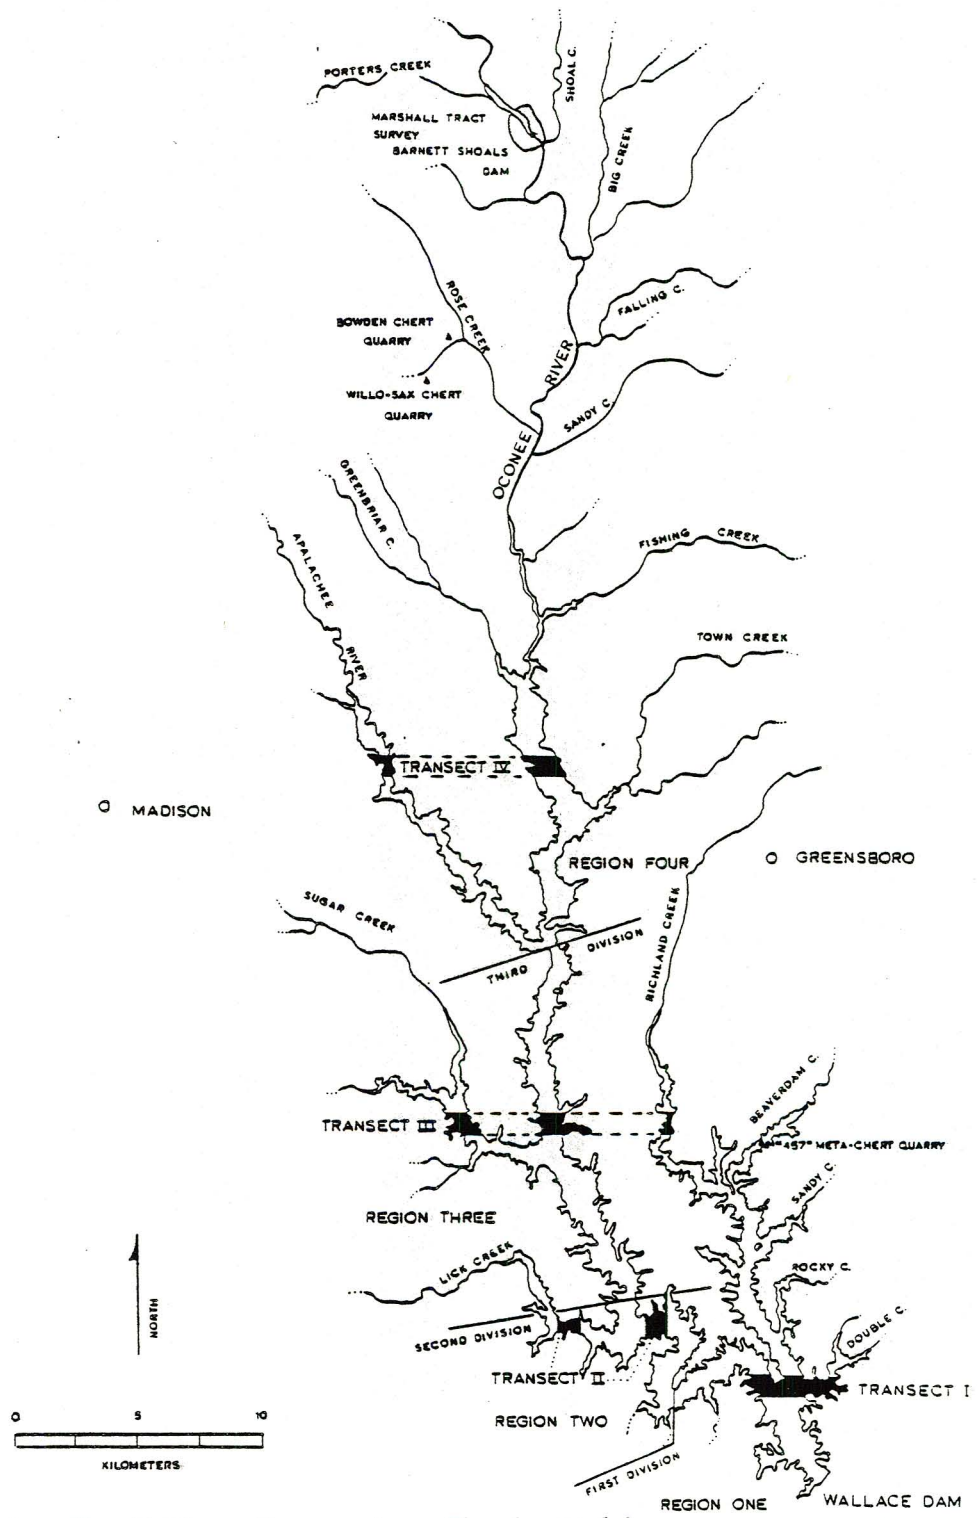 PORTERS CREEK
SHOAL C.
MARSHALL TRACT
SURVEY
BARNETT SHOALS
DAM
BIG CREEK
ROSE CREEK
FALLING C.
BOWDEN CHERT
QUARRY
WILLO-SAX CHERT
QUARRY
OCONEE RIVER
SANDY C.
GREENBRIAR C.
FISHING CREEK
APALACHEE RIVER
TOWN CREEK
TRANSECT IV
MADISON
REGION FOUR
GREENSBORO
SUGAR CREEK
RICHLAND CREEK
THIRD DIVISION
BEAVERDAM C.
TRANSECT III
"457" META-CHERT QUARRY
SANDY C.
REGION THREE
LICK CREEK
ROCKY C.
NORTH
SECOND DIVISION
DOUBLE C.
TRANSECT II
TRANSECT I
REGION TWO
0 5 10
KILOMETERS
FIRST DIVISION
REGION ONE
WALLACE DAM